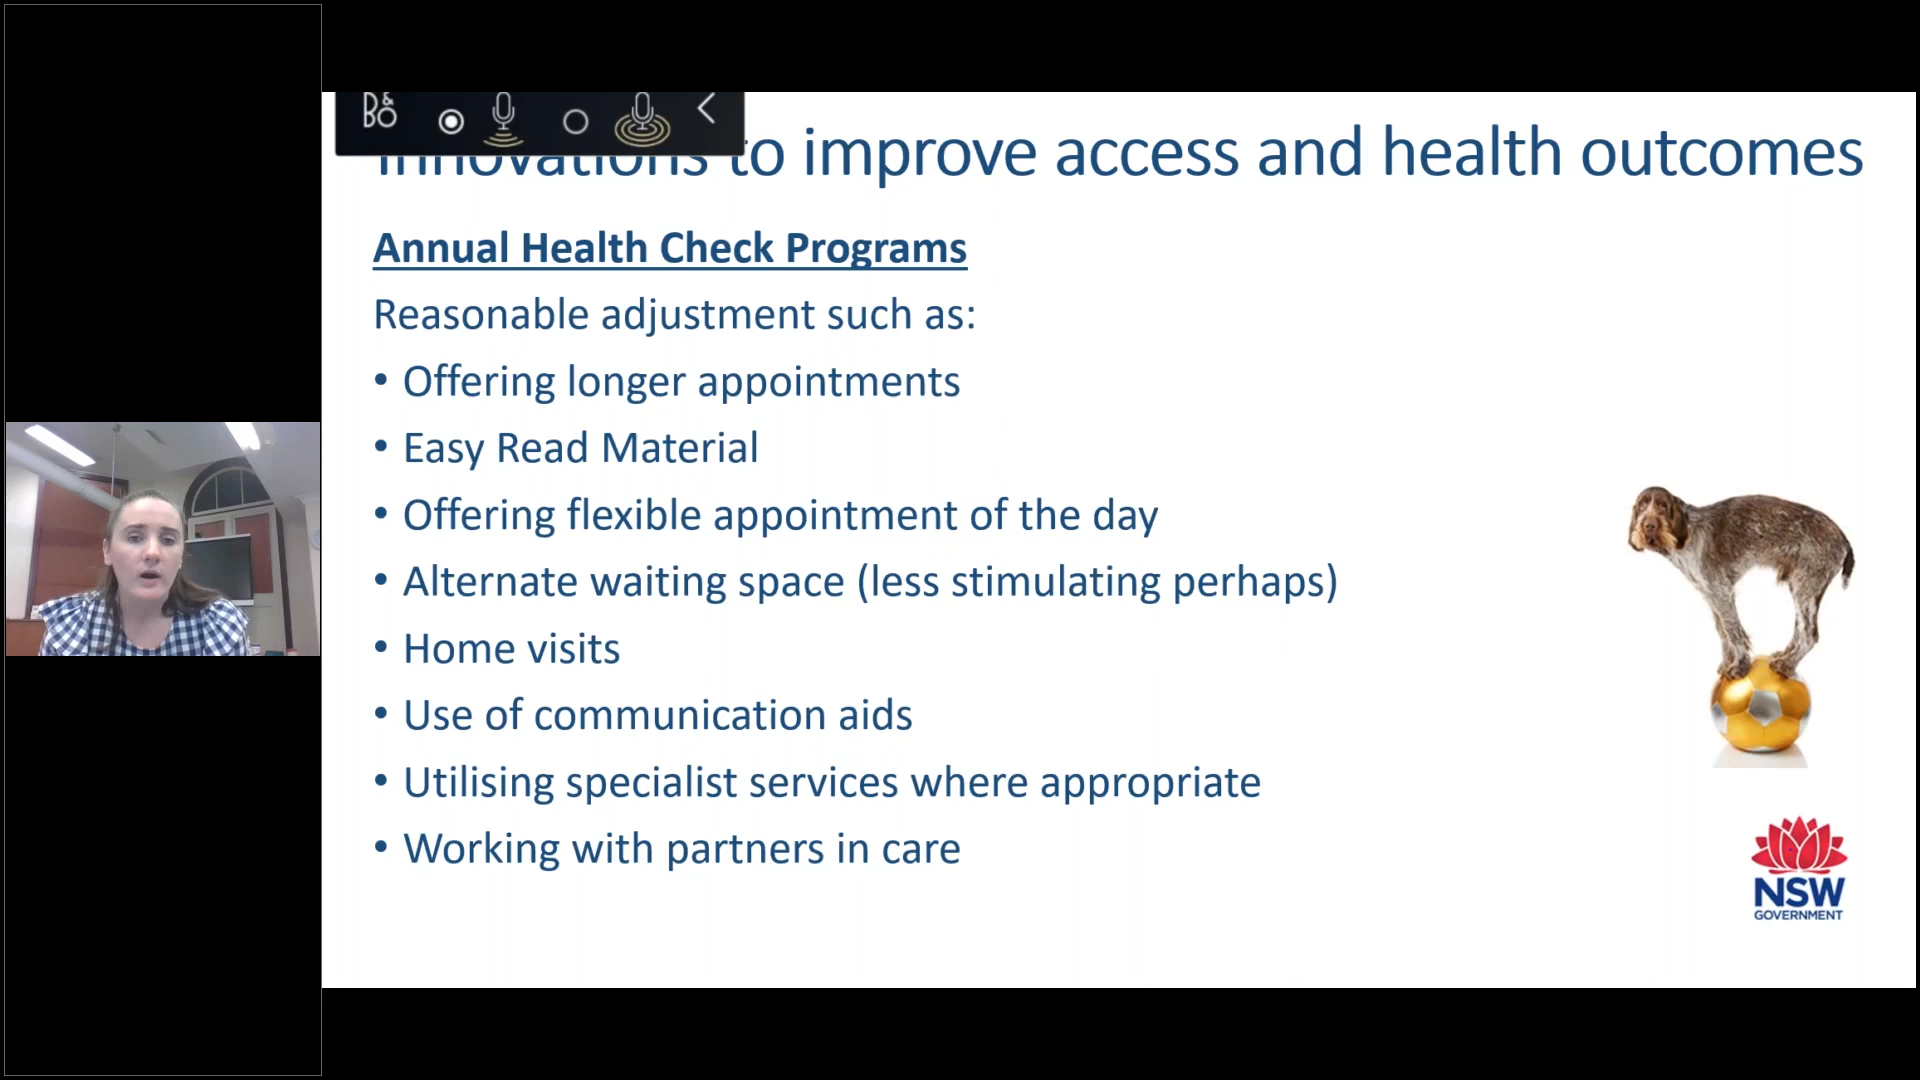 B&O
Innovations to improve access and health outcomes
Annual Health Check Programs
Reasonable adjustment such as:
• Offering longer appointments
• Easy Read Material
• Offering flexible appointment of the day
• Alternate waiting space (less stimulating perhaps)
• Home visits
• Use of communication aids
• Utilising specialist services where appropriate
• Working with partners in care
NSW
GOVERNMENT